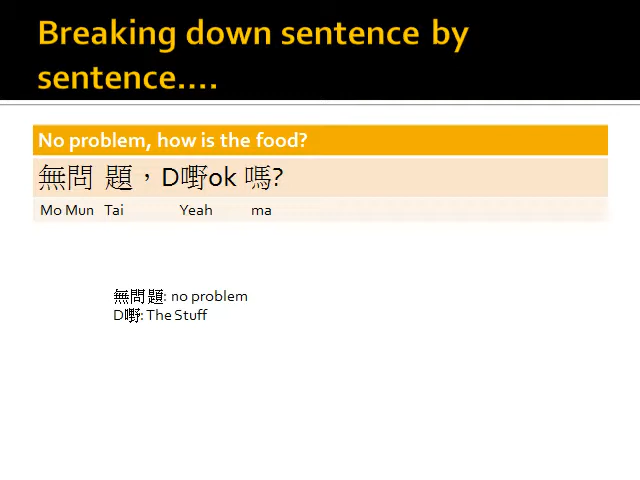 Breaking down sentence by
sentence....
No problem, how is the food?
無問 題，D嘢ok 嗎?
Mo Mun Tai Yeah ma
無問題: no problem
D嘢: The Stuff